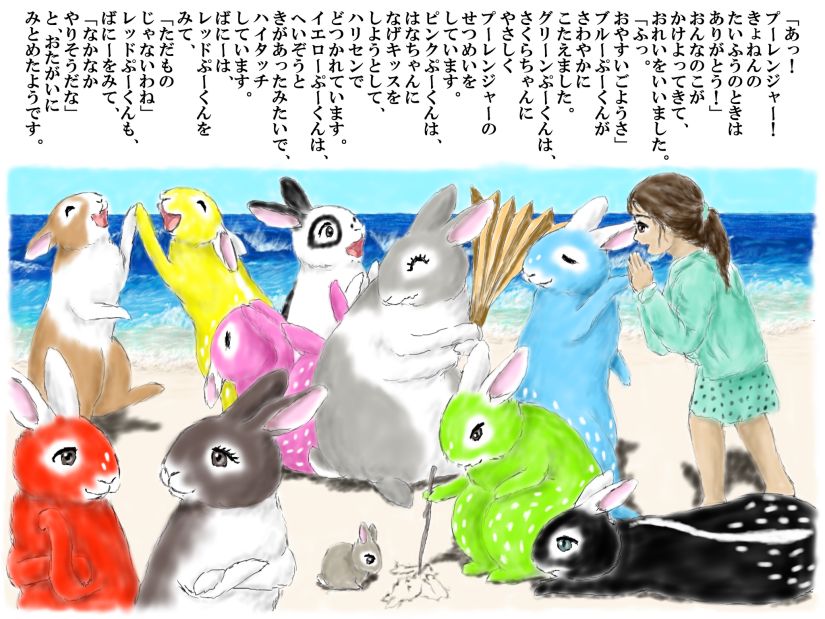 「あっ！
プーレンジャー！
きょねんの
たいふうのときは
ありがとう！」
おんなのこが
かけよってきて、
おれいをいいました。
「ふっ。
おやすいごようさ」
ブルーぷーくんが
さわやかに
こたえました。
グリーンぷーくんは、
さくらちゃんに
やさしく
プーレンジャーの
せつめいを
しています。
ピンクぷーくんは、
はなちゃんに
なげキッスを
しようとして、
ハリセンで
どつかれています。
イエローぷーくんは、
へいぞうと
きがあったみたいで、
ハイタッチ
しています。
ばにーは、
レッドぷーくんを
みて、
「ただもの
じゃないわね」
レッドぷーくんも、
ばにーをみて、
「なかなか
やりそうだな」
と、おたがいに
みとめたようです。